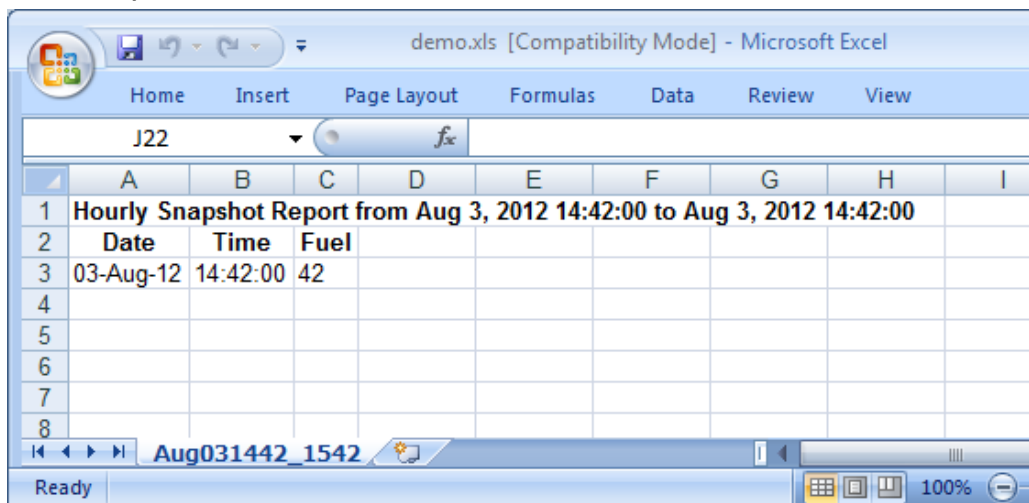 demo.xls [Compatibility Mode] - Microsoft Excel
Home Insert Page Layout Formulas Data Review View
J22 fx
A B C D E F G H I
1 Hourly Snapshot Report from Aug 3, 2012 14:42:00 to Aug 3, 2012 14:42:00
2 Date Time Fuel
3 03-Aug-12 14:42:00 42
4
5
6
7
8
Aug031442_1542
Ready 100%